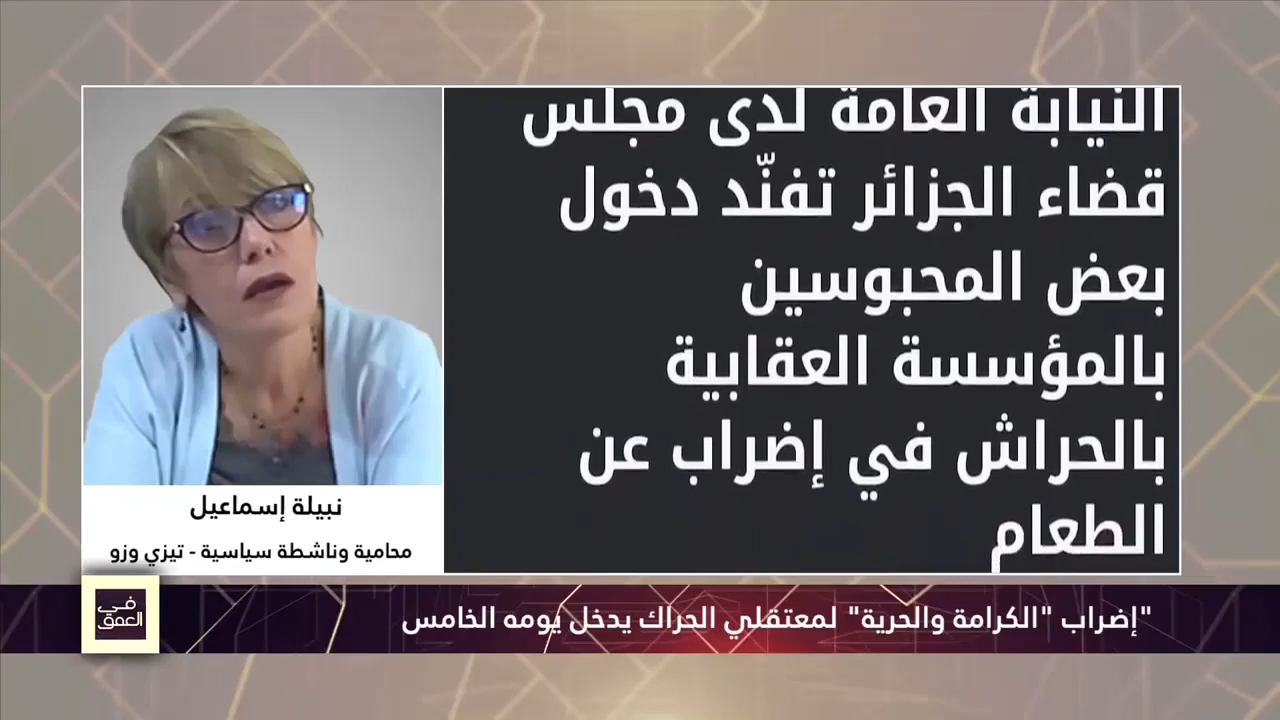 النيابة العامة لدى مجلس
قضاء الجزائر تفنّد دخول
بعض المحبوسين
بالمؤسسة العقابية
بالحراش في إضراب عن
الطعام
نبيلة إسماعيل
محامية وناشطة سياسية - تيزي وزو
"إضراب "الكرامة والحرية" لمعتقلي الحراك يدخل يومه الخامس
في
العمق